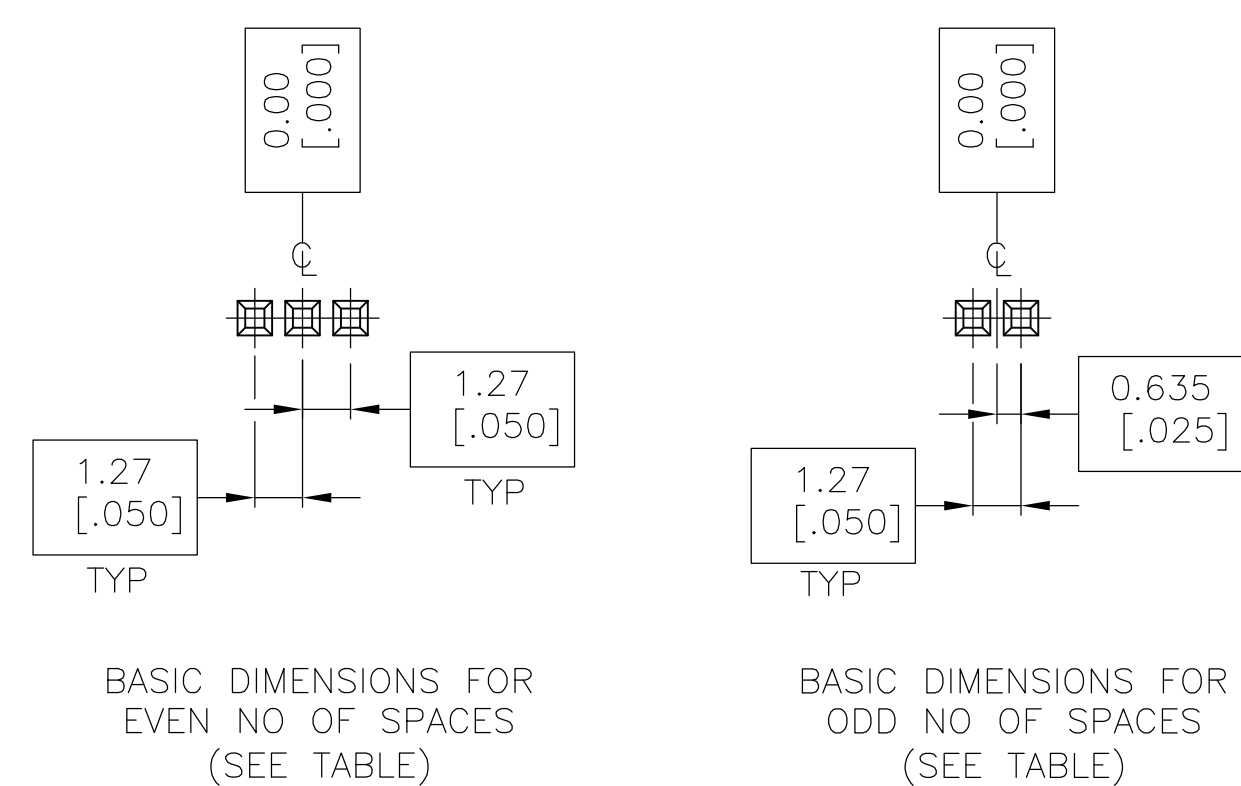 0.00
[.000]
℄
1.27
[.050]
TYP
1.27
[.050]
TYP
BASIC DIMENSIONS FOR
EVEN NO OF SPACES
(SEE TABLE)
0.00
[.000]
℄
0.635
[.025]
1.27
[.050]
TYP
BASIC DIMENSIONS FOR
ODD NO OF SPACES
(SEE TABLE)